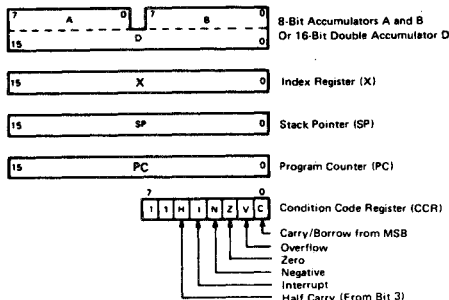 7 A 0 7 B 0
8-Bit Accumulators A and B
15 D 0
Or 16-Bit Double Accumulator D
15 X 0
Index Register (X)
15 SP 0
Stack Pointer (SP)
15 PC 0
Program Counter (PC)
7 0
1 1 H I N Z V C
Condition Code Register (CCR)
Carry/Borrow from MSB
Overflow
Zero
Negative
Interrupt
Half Carry (From Bit 3)